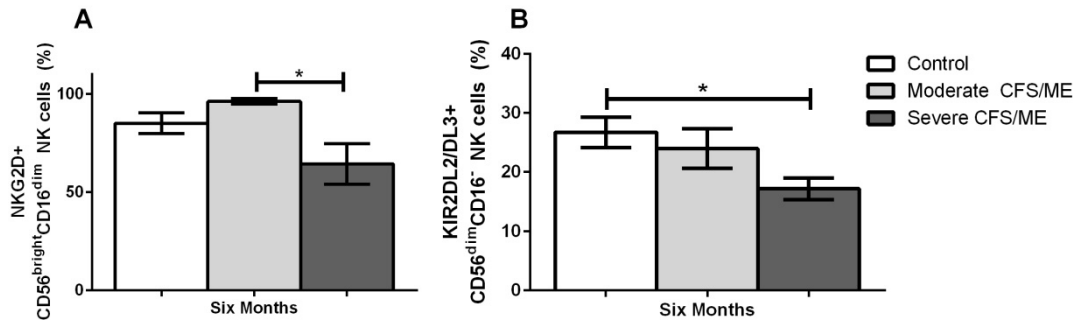 A
NKG2D+
CD56brightCD16dim NK cells (%)
100
50
0
*
Six Months
B
KIR2DL2/DL3+
CD56dimCD16- NK cells (%)
40
30
20
10
0
*
Six Months
Control
Moderate CFS/ME
Severe CFS/ME